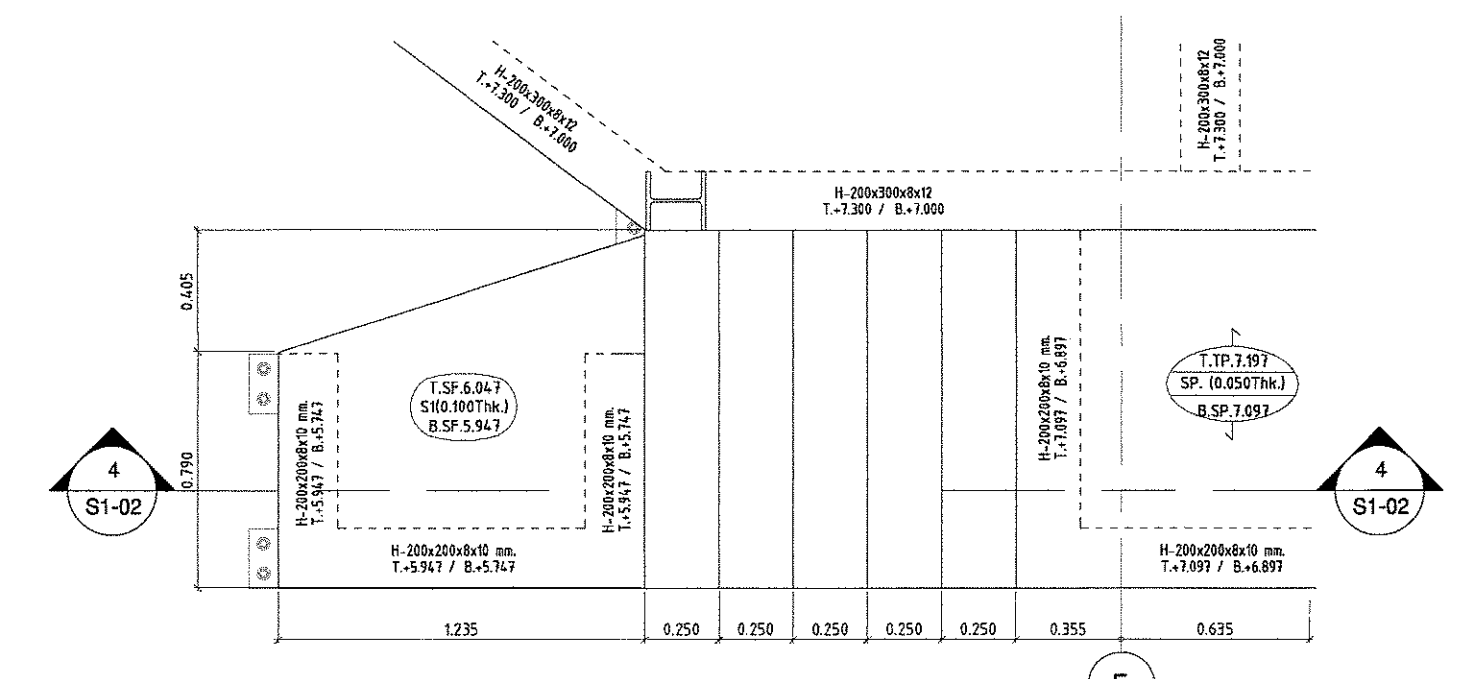 H-200x300x8x12
T.+7.300 / B.+7.000
H-200x300x8x12
T.+7.300 / B.+7.000
H-200x300x8x12
T.+7.300 / B.+7.000
0.405
0.790
T.SF.6.047
S1(0.100Thk.)
B.SF.5.947
H-200x200x8x10 mm.
T.+5.947 / B.+5.747
H-200x200x8x10 mm.
T.+5.947 / B.+5.747
H-200x200x8x10 mm.
T.+5.947 / B.+5.747
H-200x200x8x10 mm.
T.+7.097 / B.+6.897
T.TP.7.197
SP. (0.050Thk.)
B.SP.7.097
H-200x200x8x10 mm.
T.+7.097 / B.+6.897
4
S1-02
4
S1-02
1.235
0.250
0.250
0.250
0.250
0.250
0.355
0.635